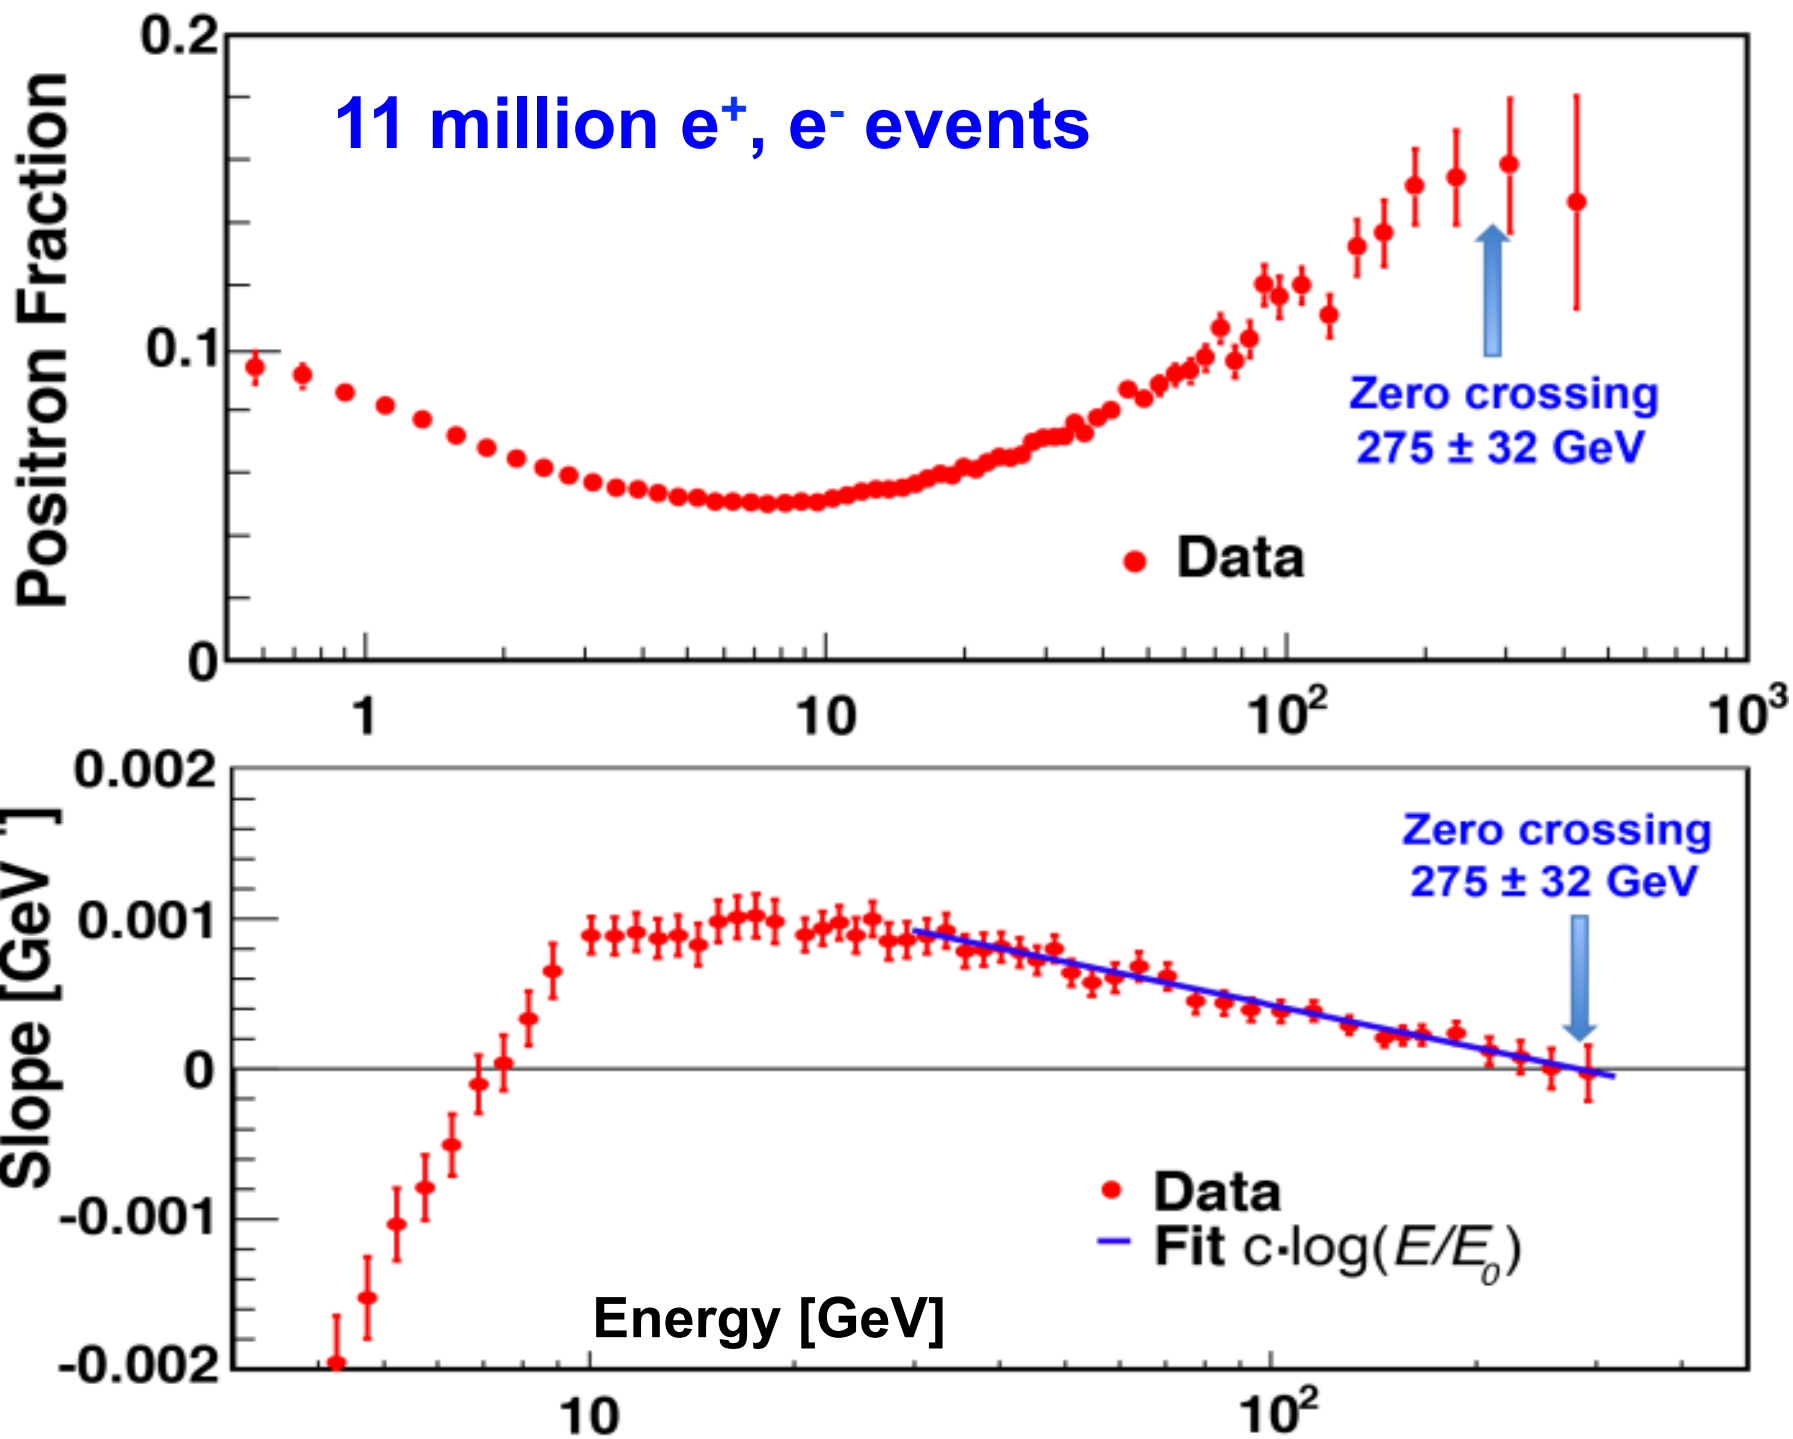 0.2
11 million e⁺, e⁻ events
Positron Fraction
0.1
Zero crossing
275 ± 32 GeV
Data
0
1 10 10² 10³
0.002
Zero crossing
275 ± 32 GeV
0.001
Slope [GeV ]
0
-0.001
Data
Fit c·log(E/E₀)
Energy [GeV]
-0.002
10 10²